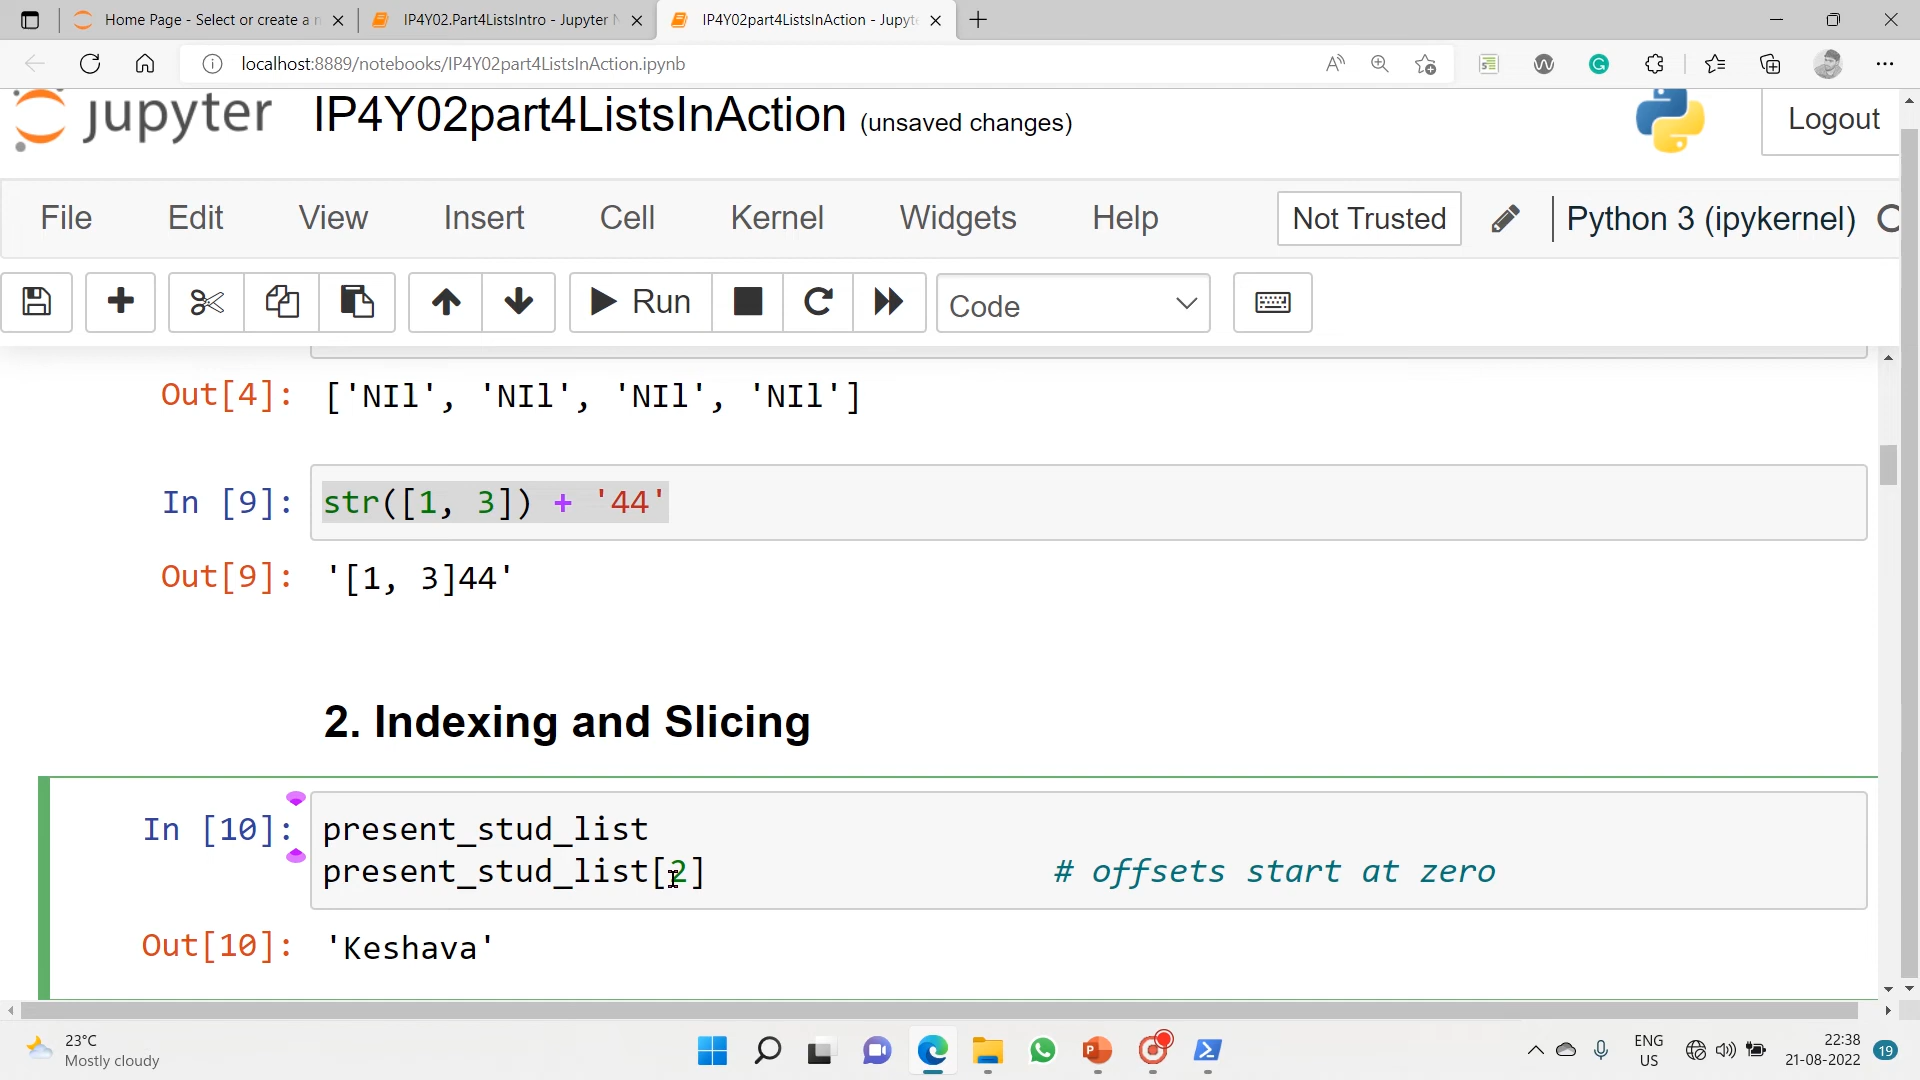 Home Page - Select or create a n
IP4Y02.Part4ListsIntro - Jupyter N
IP4Y02part4ListsInAction - Jupyte
localhost:8889/notebooks/IP4Y02part4ListsInAction.ipynb
jupyter IP4Y02part4ListsInAction (unsaved changes)
Logout
File Edit View Insert Cell Kernel Widgets Help
Not Trusted
Python 3 (ipykernel)
Run
Code
Out[4]: ['NIl', 'NIl', 'NIl', 'NIl']
In [9]: str([1, 3]) + '44'
Out[9]: '[1, 3]44'
2. Indexing and Slicing
In [10]: present_stud_list
present_stud_list[2] # offsets start at zero
Out[10]: 'Keshava'
23°C
Mostly cloudy
ENG
US
22:38
21-08-2022
19